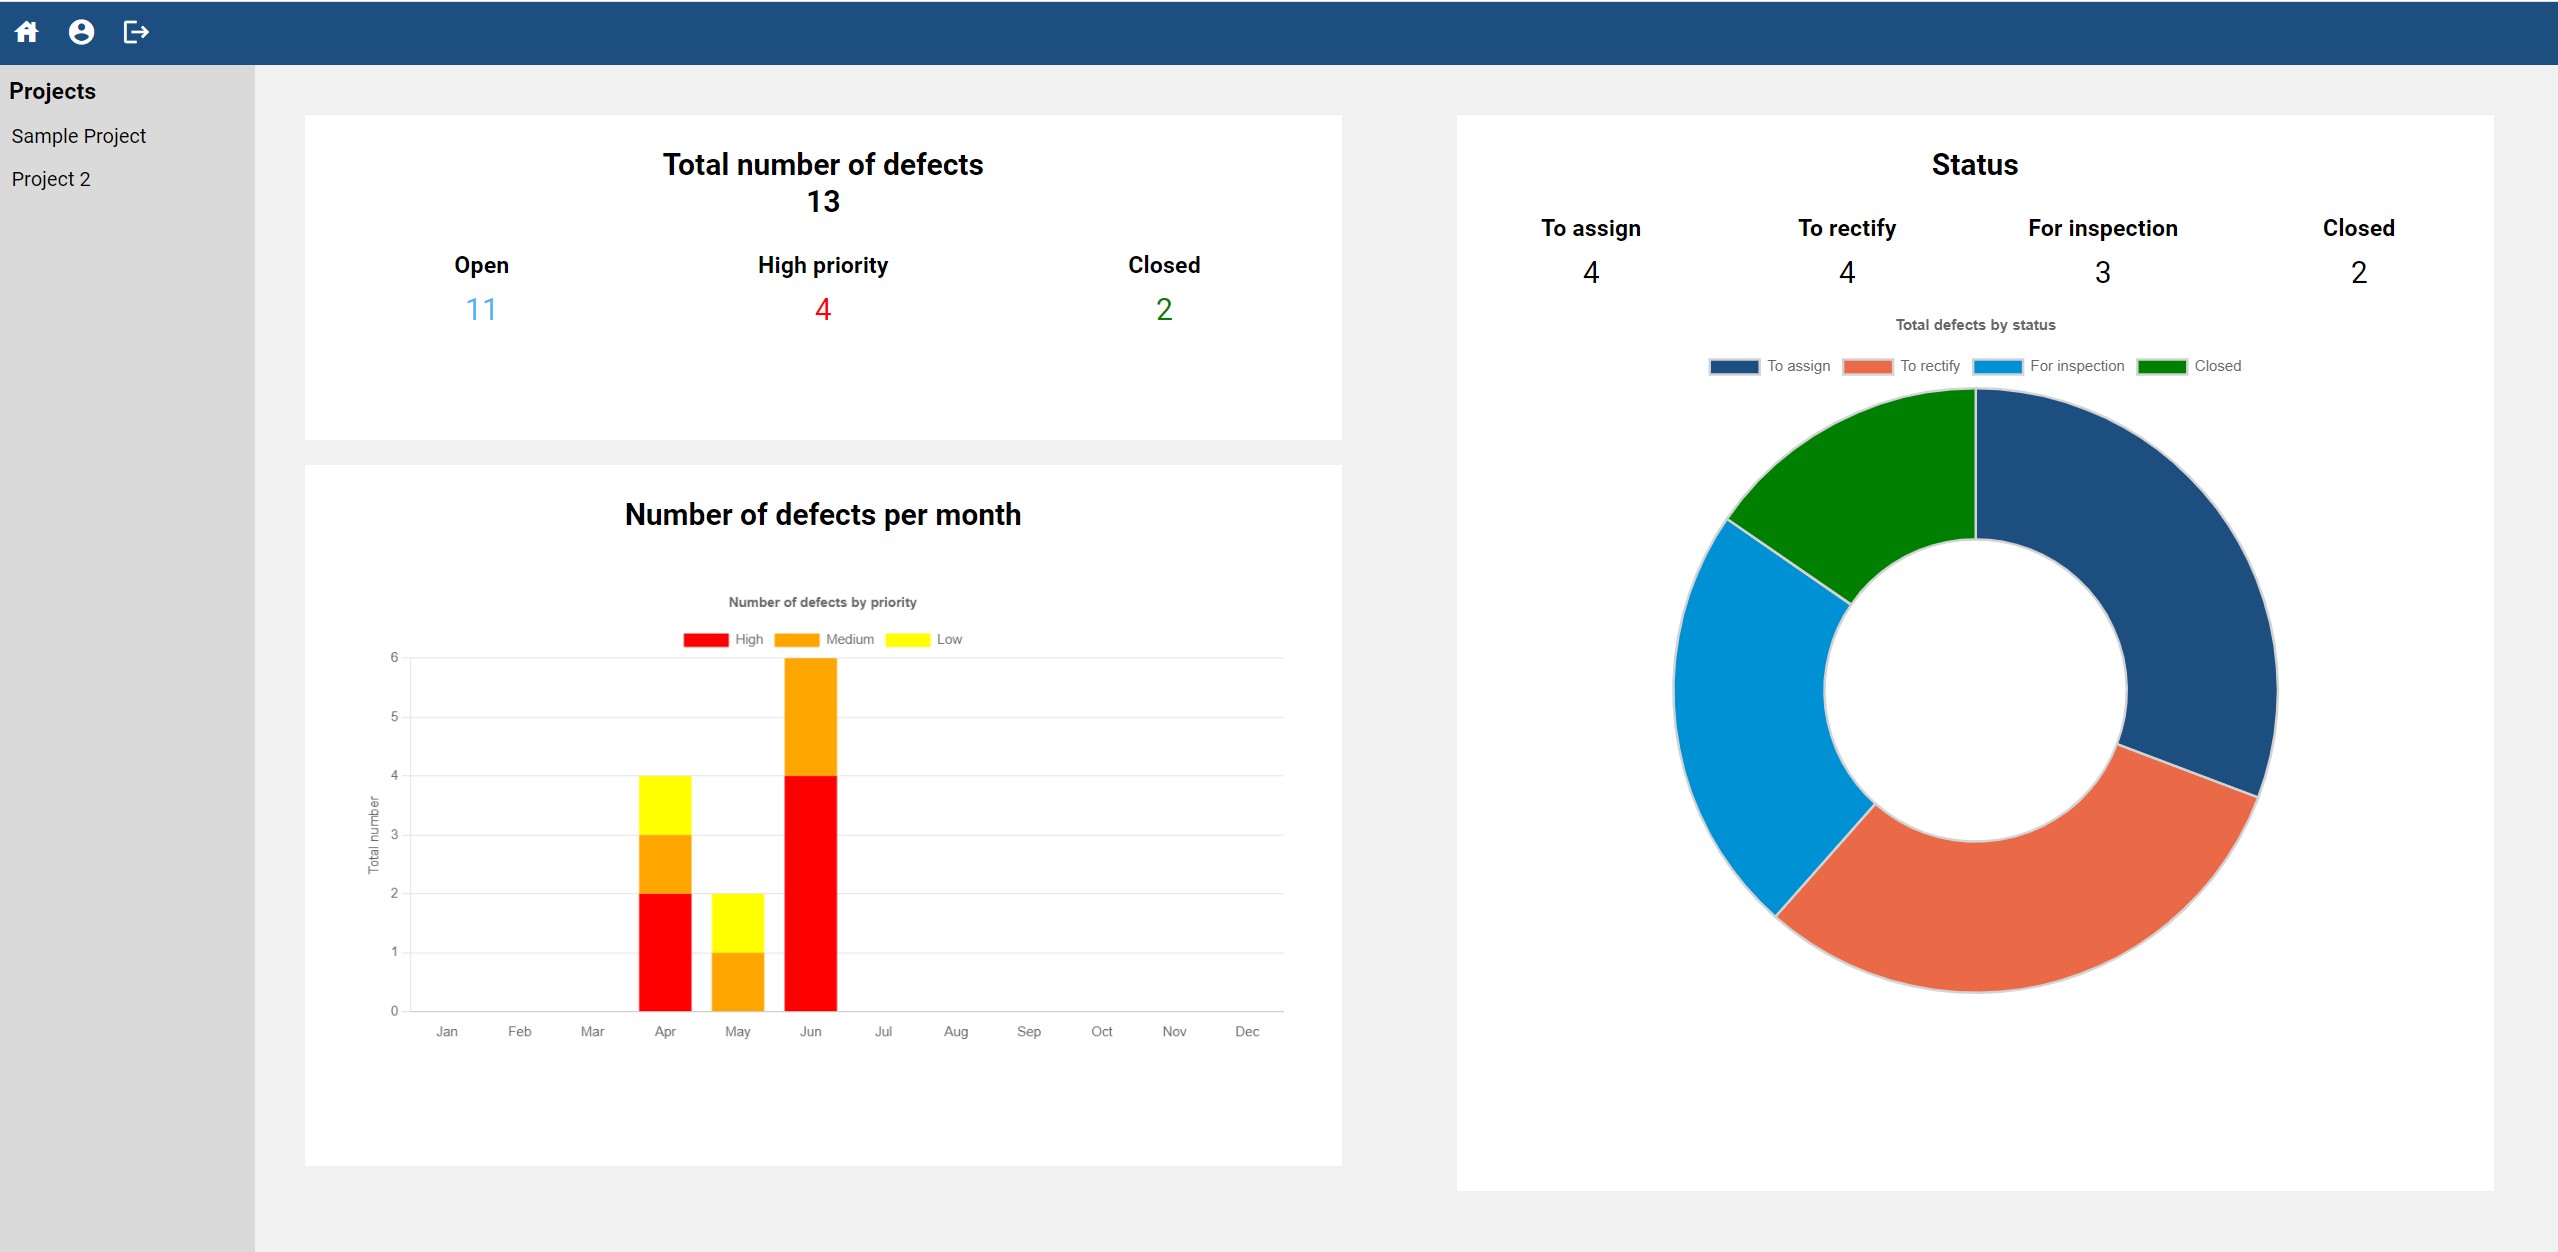 Projects
Sample Project
Project 2
Total number of defects
13
Open High priority Closed
11 4 2
Number of defects per month
Number of defects by priority
High Medium Low
Total number
6
5
4
3
2
1
0
Jan Feb Mar Apr May Jun Jul Aug Sep Oct Nov Dec
Status
To assign To rectify For inspection Closed
4 4 3 2
Total defects by status
To assign To rectify For inspection Closed